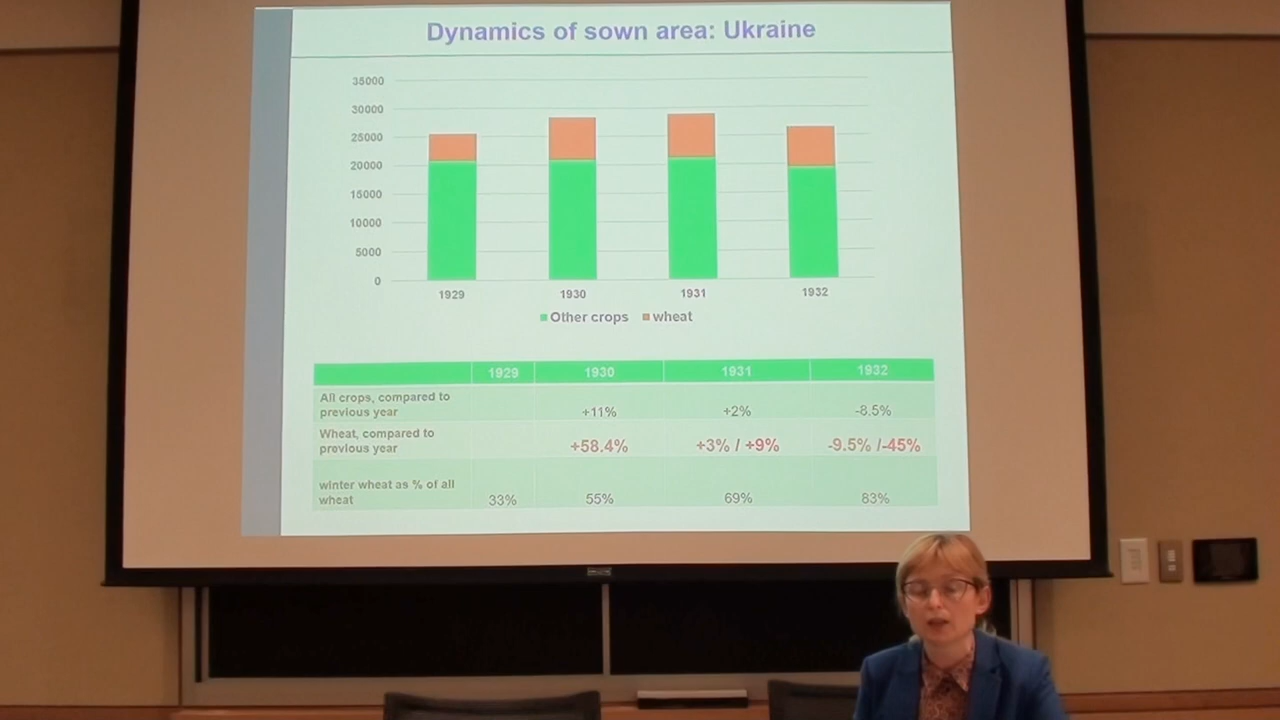 Dynamics of sown area: Ukraine
35000
30000
25000
20000
15000
10000
5000
0
1929 1930 1931 1932
Other crops wheat
1929 1930 1931 1932
All crops, compared to
previous year +11% +2% -8.5%
Wheat, compared to
previous year +58.4% +3% / +9% -9.5% /-45%
winter wheat as % of all
wheat 33% 55% 69% 83%